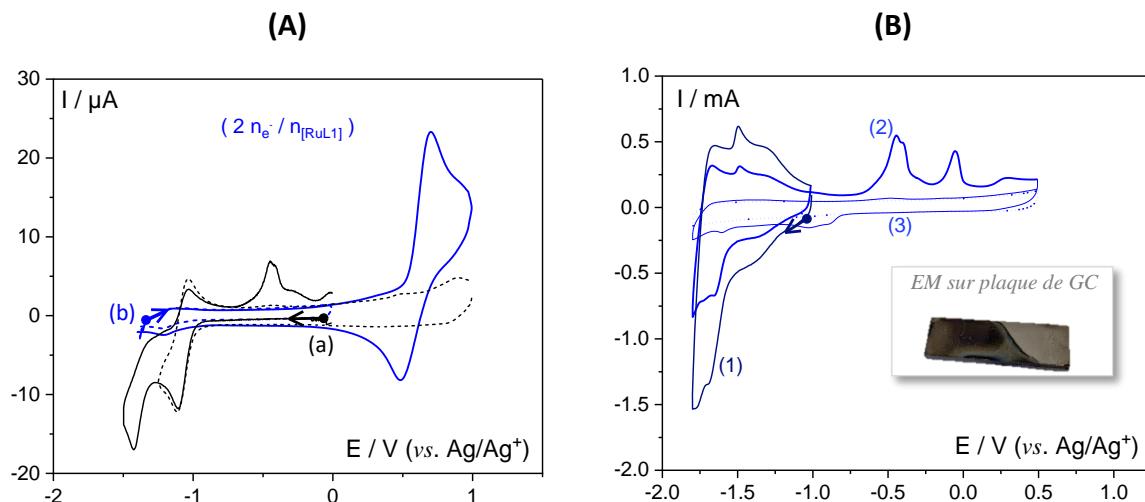 (A)
I / µA
( 2 n_e- / n_[RuL1] )
(b)
(a)
E / V (vs. Ag/Ag⁺)
30
20
10
0
-10
-20
-2
-1
0
1
(B)
I / mA
(2)
(3)
(1)
EM sur plaque de GC
E / V (vs. Ag/Ag⁺)
1.0
0.5
0.0
-0.5
-1.0
-1.5
-2.0
-2.0
-1.5
-1.0
-0.5
0.0
0.5
1.0